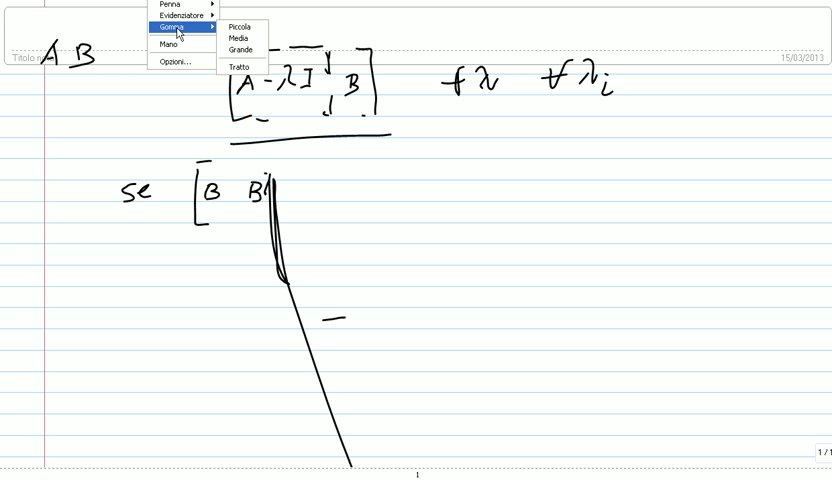 Penna
Evidenziatore
Gomma
Mano
Opzioni...
Piccola
Media
Grande
Tratto
Titolo
15/03/2013
A B
[A - λI B] ∀ λ ∀ λi
se [B B
1 / 1
1